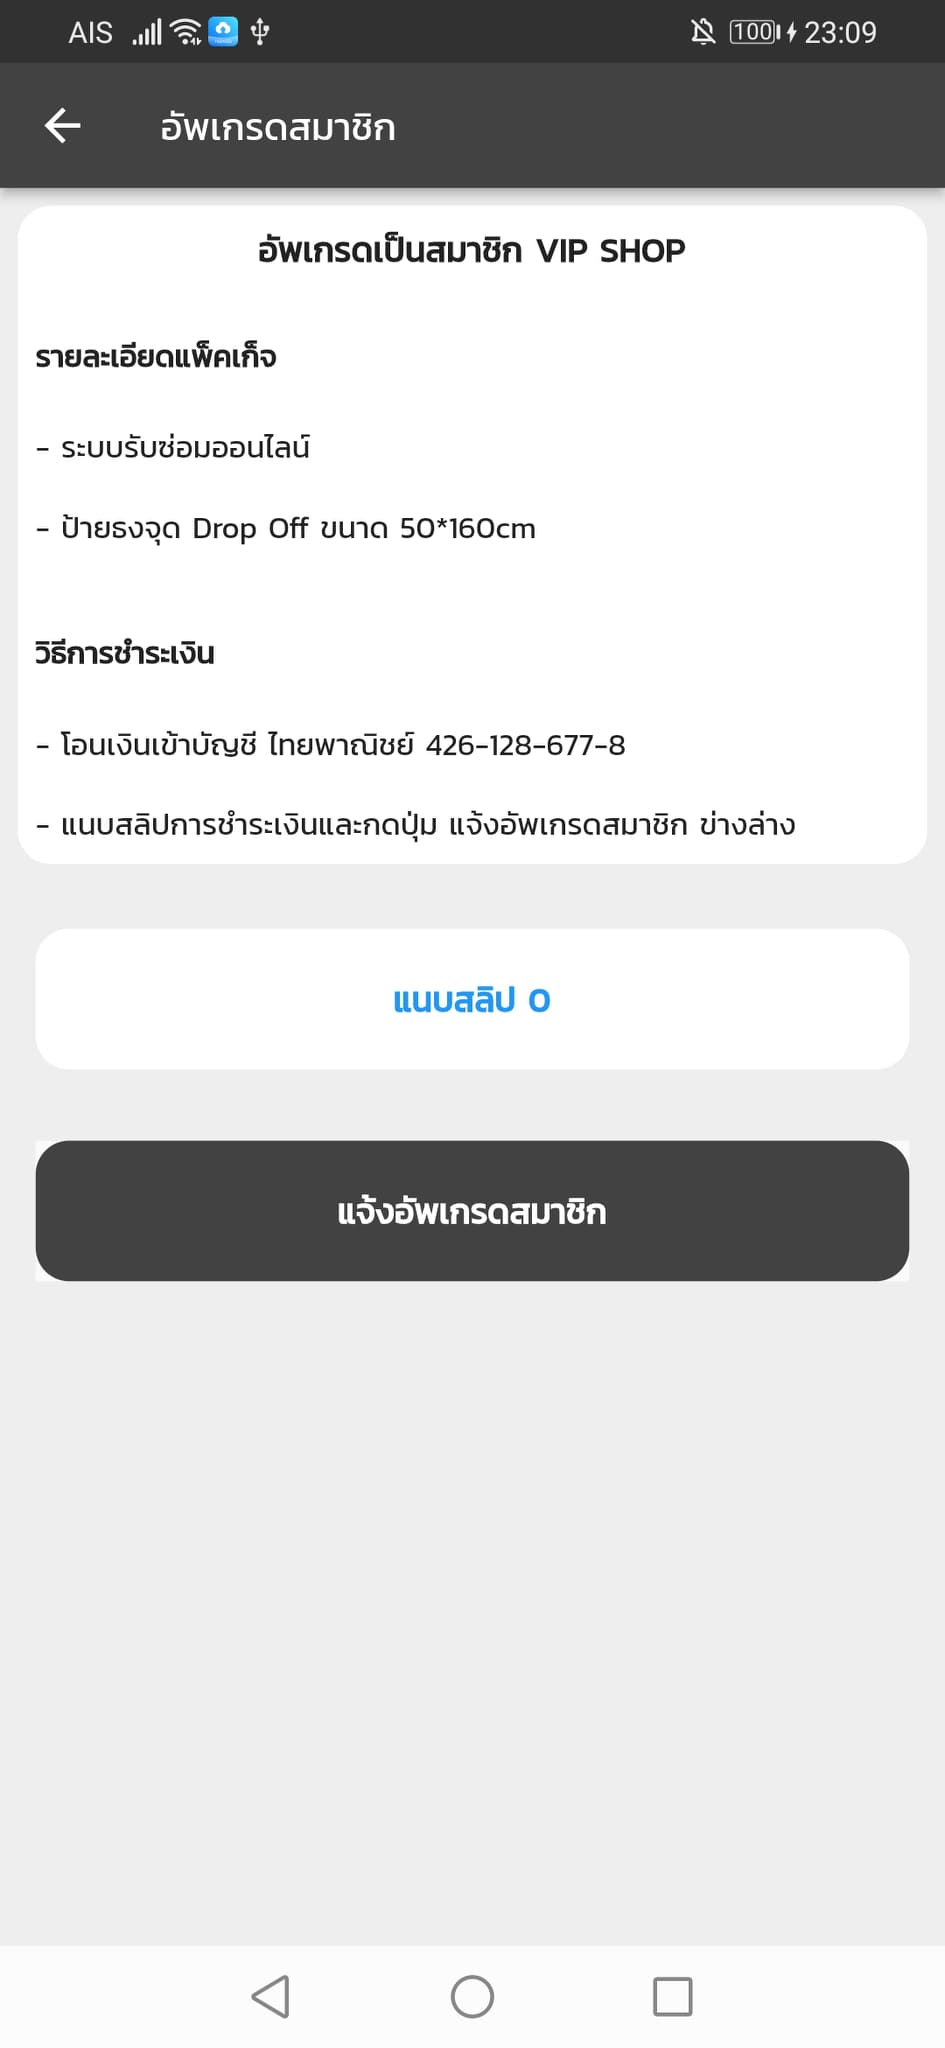 AIS 100 23:09
อัพเกรดสมาชิก
อัพเกรดเป็นสมาชิก VIP SHOP
รายละเอียดแพ็คเก็จ
- ระบบรับซ่อมออนไลน์
- ป้ายธงจุด Drop Off ขนาด 50*160cm
วิธีการชำระเงิน
- โอนเงินเข้าบัญชี ไทยพาณิชย์ 426-128-677-8
- แนบสลิปการชำระเงินและกดปุ่ม แจ้งอัพเกรดสมาชิก ข่างล่าง
แนบสลิป 0
แจ้งอัพเกรดสมาชิก